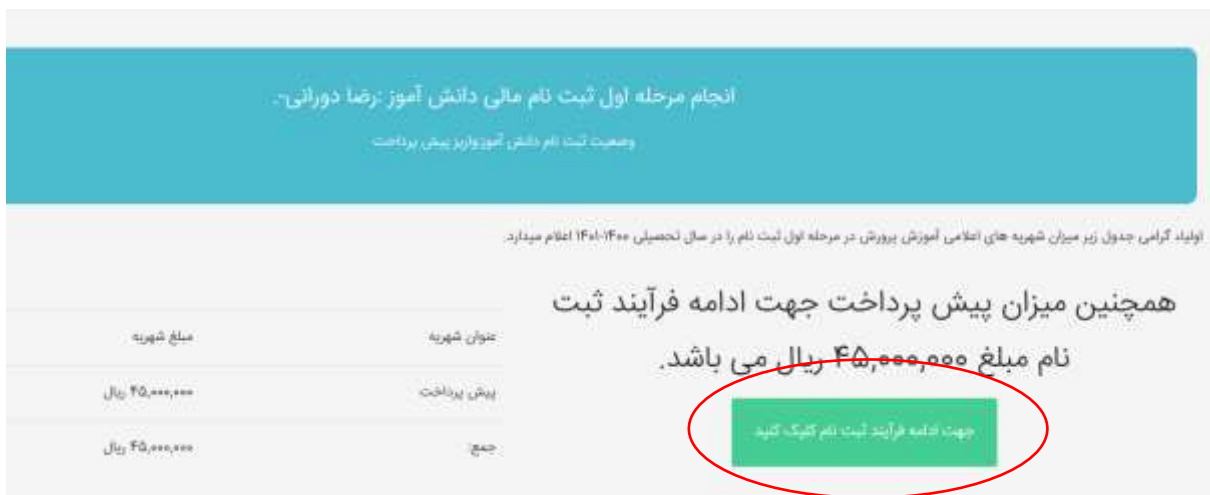 انجام مرحله اول ثبت نام مالی دانش آموز :رضا دورانی-.
وضعیت ثبت نام دانش آموز:واریز پیش پرداخت
اولیاء گرامی جدول زیر میزان شهریه های اعلامی آموزش پرورش در مرحله اول ثبت نام را در سال تحصیلی ۱۴۰۰-۱۴۰۱ اعلام میدارد.
همچنین میزان پیش پرداخت جهت ادامه فرآیند ثبت
نام مبلغ ۴۵,۰۰۰,۰۰۰ ریال می باشد.
جهت ادامه فرآیند ثبت نام کلیک کنید
عنوان شهریه مبلغ شهریه
پیش پرداخت ۴۵,۰۰۰,۰۰۰ ریال
جمع: ۴۵,۰۰۰,۰۰۰ ریال